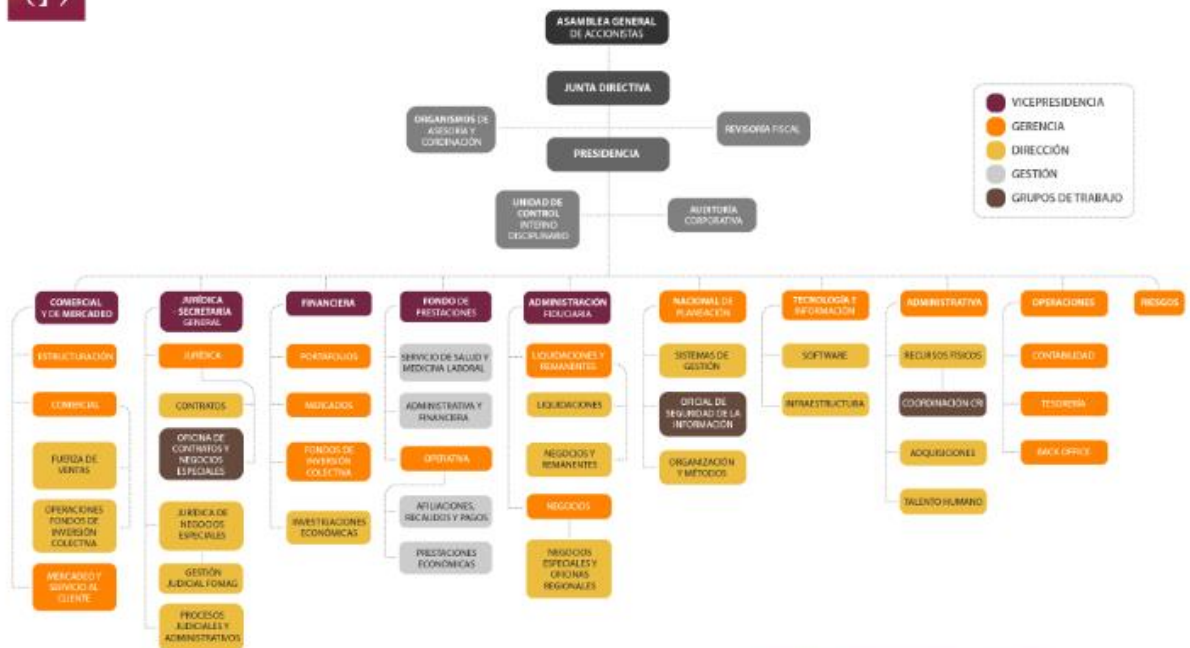 ASAMBLEA GENERAL
DE ACCIONISTAS
JUNTA DIRECTIVA
ORGANISMOS DE
ASESORÍA Y
CORDINACIÓN
REVISORÍA FISCAL
PRESIDENCIA
UNIDAD DE
CONTROL
INTERNO
DISCIPLINARIO
AUDITORÍA
CORPORATIVA
VICEPRESIDENCIA
GERENCIA
DIRECCIÓN
GESTIÓN
GRUPOS DE TRABAJO
COMERCIAL
Y DE MERCADEO
ESTRUCTURACIÓN
COMERCIAL
FUERZA DE
VENTAS
OPERACIONES
FONDOS DE
INVERSIÓN
COLECTIVA
MERCADEO Y
SERVICIO AL
CLIENTE
JURÍDICA
- SECRETARIA
GENERAL
JURÍDICA
CONTRATOS
OFICINA DE
CONTRATOS Y
NEGOCIOS
ESPECIALES
JURÍDICA DE
NEGOCIOS
ESPECIALES
GESTIÓN
JUDICIAL FOMAG
PROCESOS
JUDICIALES Y
ADMINISTRATIVOS
FINANCIERA
PORTAFOLIOS
MERCADOS
FONDOS DE
INVERSIÓN
COLECTIVA
INVESTIGACIONES
ECONÓMICAS
FONDO DE
PRESTACIONES
SERVICIO DE SALUD Y
MEDICINA LABORAL
ADMINISTRATIVA Y
FINANCIERA
OPERATIVA
AFILIACIONES,
RECAUDOS Y PAGOS
PRESTACIONES
ECONÓMICAS
ADMINISTRACIÓN
FIDUCIARIA
LIQUIDACIONES Y
REMANENTES
LIQUIDACIONES
NEGOCIOS Y
REMANENTES
NEGOCIOS
NEGOCIOS
ESPECIALES Y
OFICINAS
REGIONALES
NACIONAL DE
PLANEACIÓN
SISTEMAS DE
GESTIÓN
OFICIAL DE
SEGURIDAD DE LA
INFORMACIÓN
ORGANIZACIÓN
Y MÉTODOS
TECNOLOGÍA E
INFORMACIÓN
SOFTWARE
INFRAESTRUCTURA
ADMINISTRATIVA
RECURSOS FÍSICOS
COORDINACIÓN CRI
ADQUISICIONES
TALENTO HUMANO
OPERACIONES
CONTABILIDAD
TESORERÍA
BACK OFFICE
RIESGOS